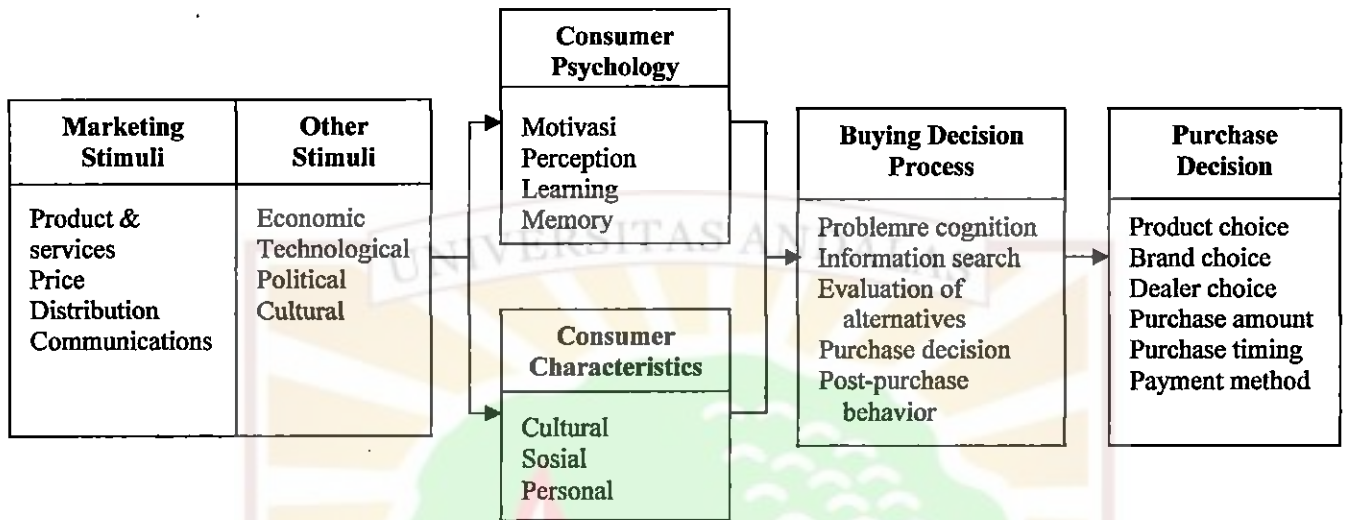 Marketing
Stimuli
Product &
services
Price
Distribution
Communications
Other
Stimuli
Economic
Technological
Political
Cultural
Consumer
Psychology
Motivasi
Perception
Learning
Memory
Consumer
Characteristics
Cultural
Sosial
Personal
Buying Decision
Process
Problemre cognition
Information search
Evaluation of
alternatives
Purchase decision
Post-purchase
behavior
Purchase
Decision
Product choice
Brand choice
Dealer choice
Purchase amount
Purchase timing
Payment method
UNIVERSITAS ANDALAS